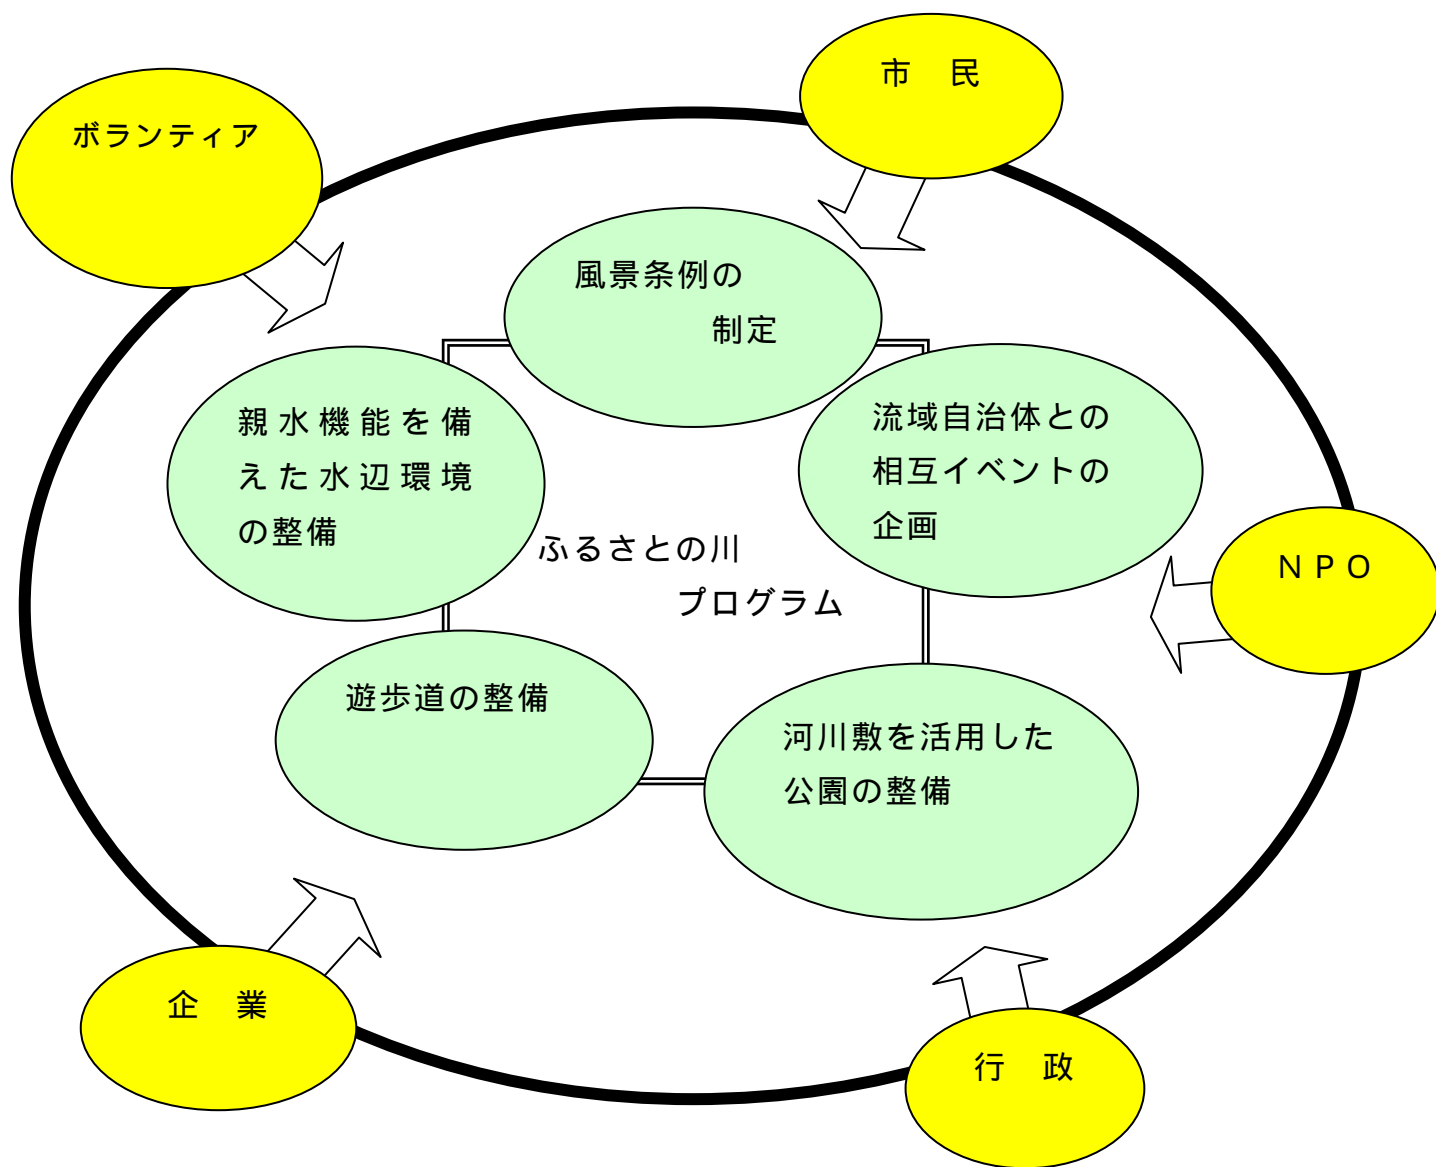 市　民
ボランティア
風景条例の
制定
親水機能を備
えた水辺環境
の整備
流域自治体との
相互イベントの
企画
ふるさとの川
プログラム
ＮＰＯ
遊歩道の整備
河川敷を活用した
公園の整備
企　業
行　政